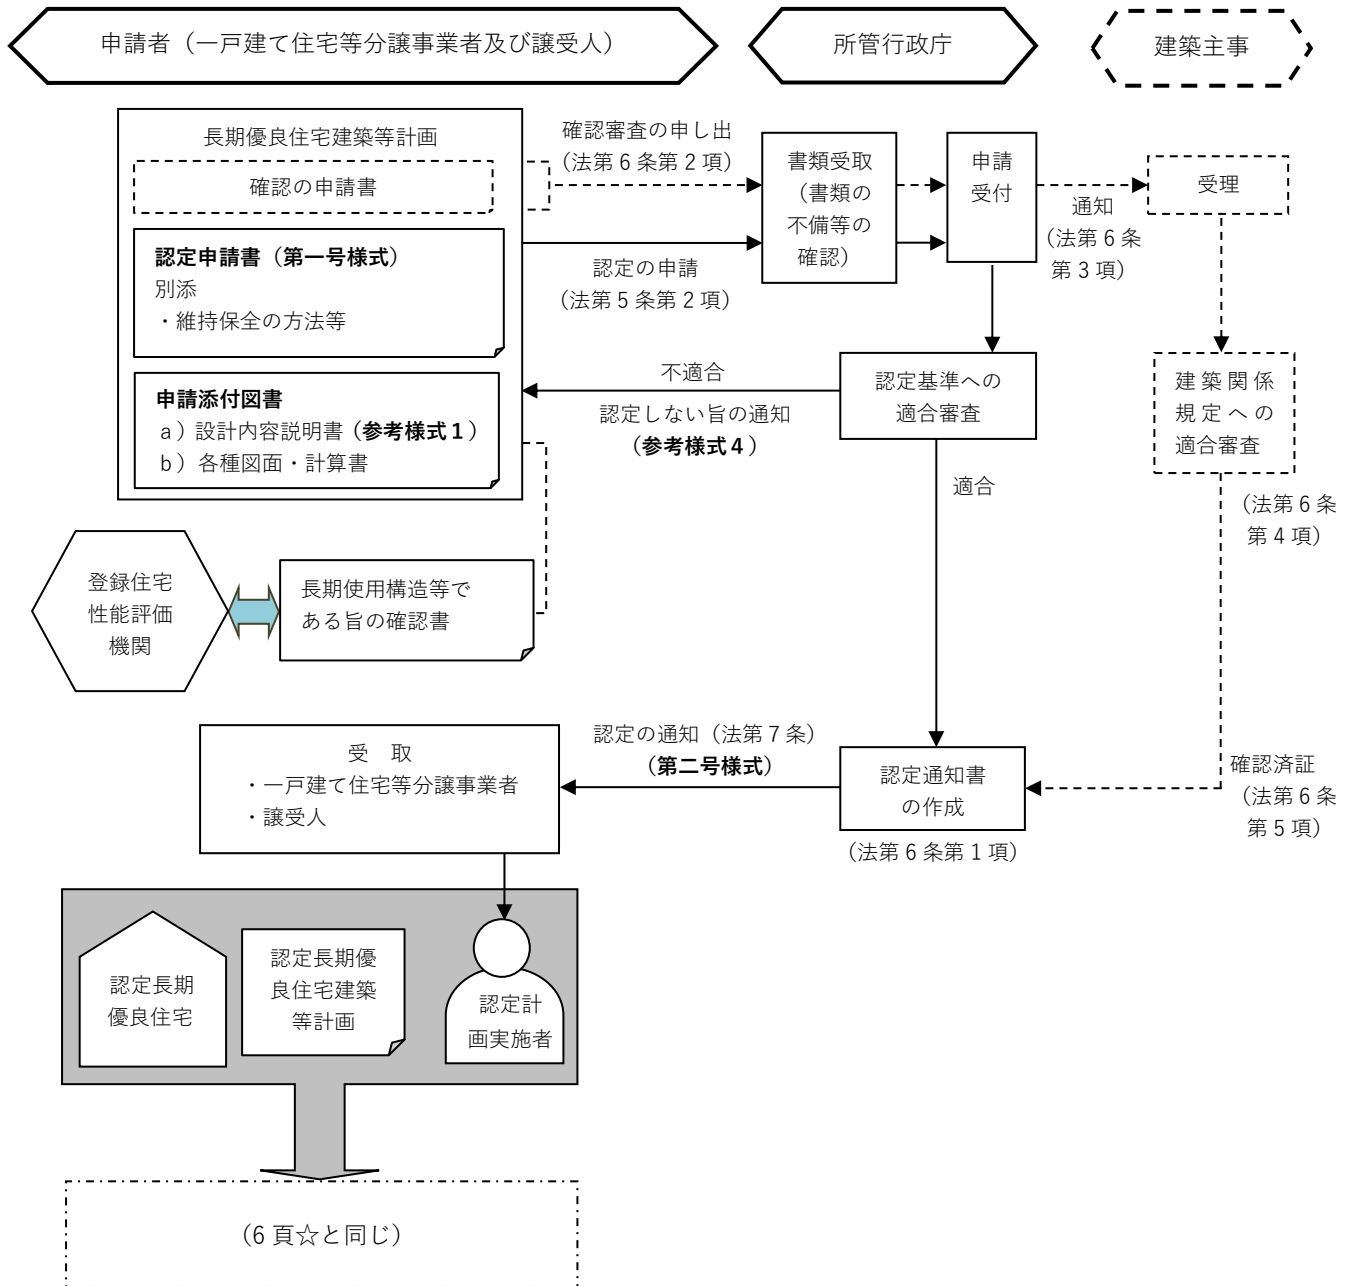 申請者（一戸建て住宅等分譲事業者及び譲受人）
所管行政庁
建築主事
長期優良住宅建築等計画
確認の申請書
認定申請書（第一号様式）
別添
・維持保全の方法等
申請添付図書
ａ）設計内容説明書（参考様式１）
ｂ）各種図面・計算書
確認審査の申し出
（法第６条第２項）
認定の申請
（法第５条第２項）
書類受取
（書類の
不備等の
確認）
申請
受付
通知
（法第６条
第３項）
受理
不適合
認定しない旨の通知
（参考様式４）
認定基準への
適合審査
建築関係
規定への
適合審査
適合
（法第６条
第４項）
登録住宅
性能評価
機関
長期使用構造等で
ある旨の確認書
受　取
・一戸建て住宅等分譲事業者
・譲受人
認定の通知（法第７条）
（第二号様式）
認定通知書
の作成
（法第６条第１項）
確認済証
（法第６条
第５項）
認定長期
優良住宅
認定長期優
良住宅建築
等計画
認定計
画実施者
（6 頁☆と同じ）